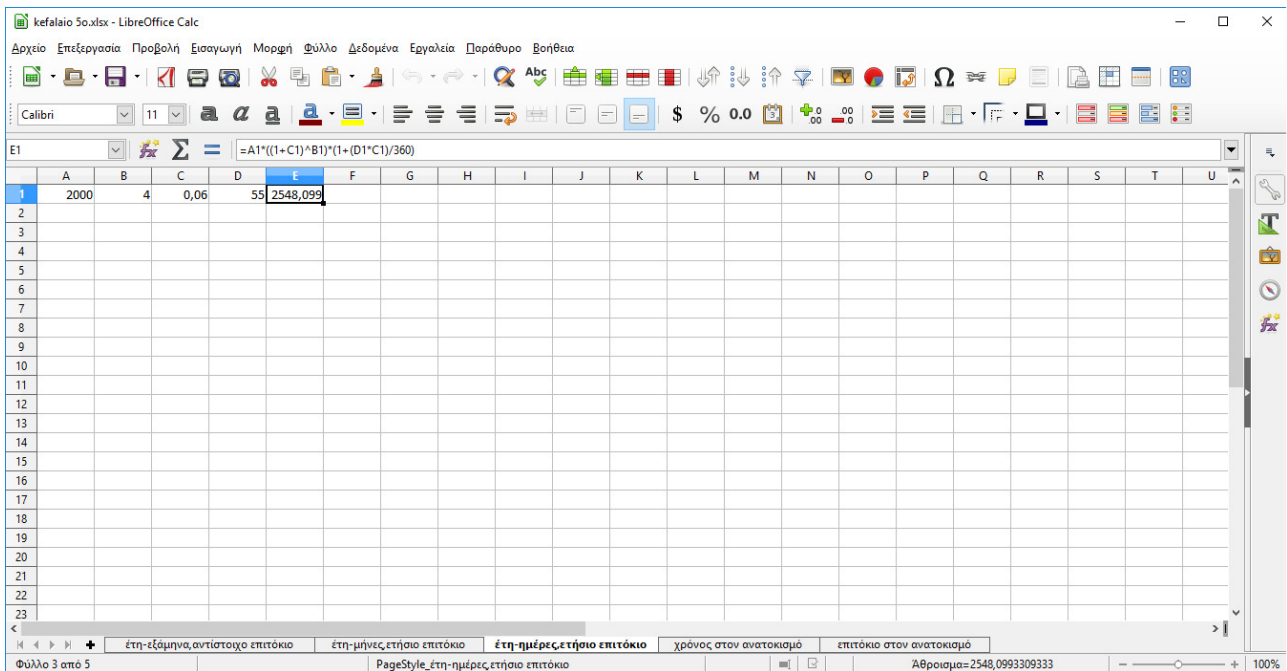 kefalaio 5o.xlsx - LibreOffice Calc
Αρχείο Επεξεργασία Προβολή Εισαγωγή Μορφή Φύλλο Δεδομένα Εργαλεία Παράθυρο Βοήθεια
Abc
Calibri 11 a a a a $ % 0.0
E1 =A1*((1+C1)^B1)*(1+(D1*C1)/360)
A B C D E F G H I J K L M N O P Q R S T U
1 2000 4 0,06 55 2548,099
2
3
4
5
6
7
8
9
10
11
12
13
14
15
16
17
18
19
20
21
22
23
έτη-εξάμηνα,αντίστοιχο επιτόκιο έτη-μήνες,ετήσιο επιτόκιο έτη-ημέρες,ετήσιο επιτόκιο χρόνος στον ανατοκισμό επιτόκιο στον ανατοκισμό
Φύλλο 3 από 5 PageStyle_έτη-ημέρες,ετήσιο επιτόκιο Άθροισμα=2548,0993309333 100%